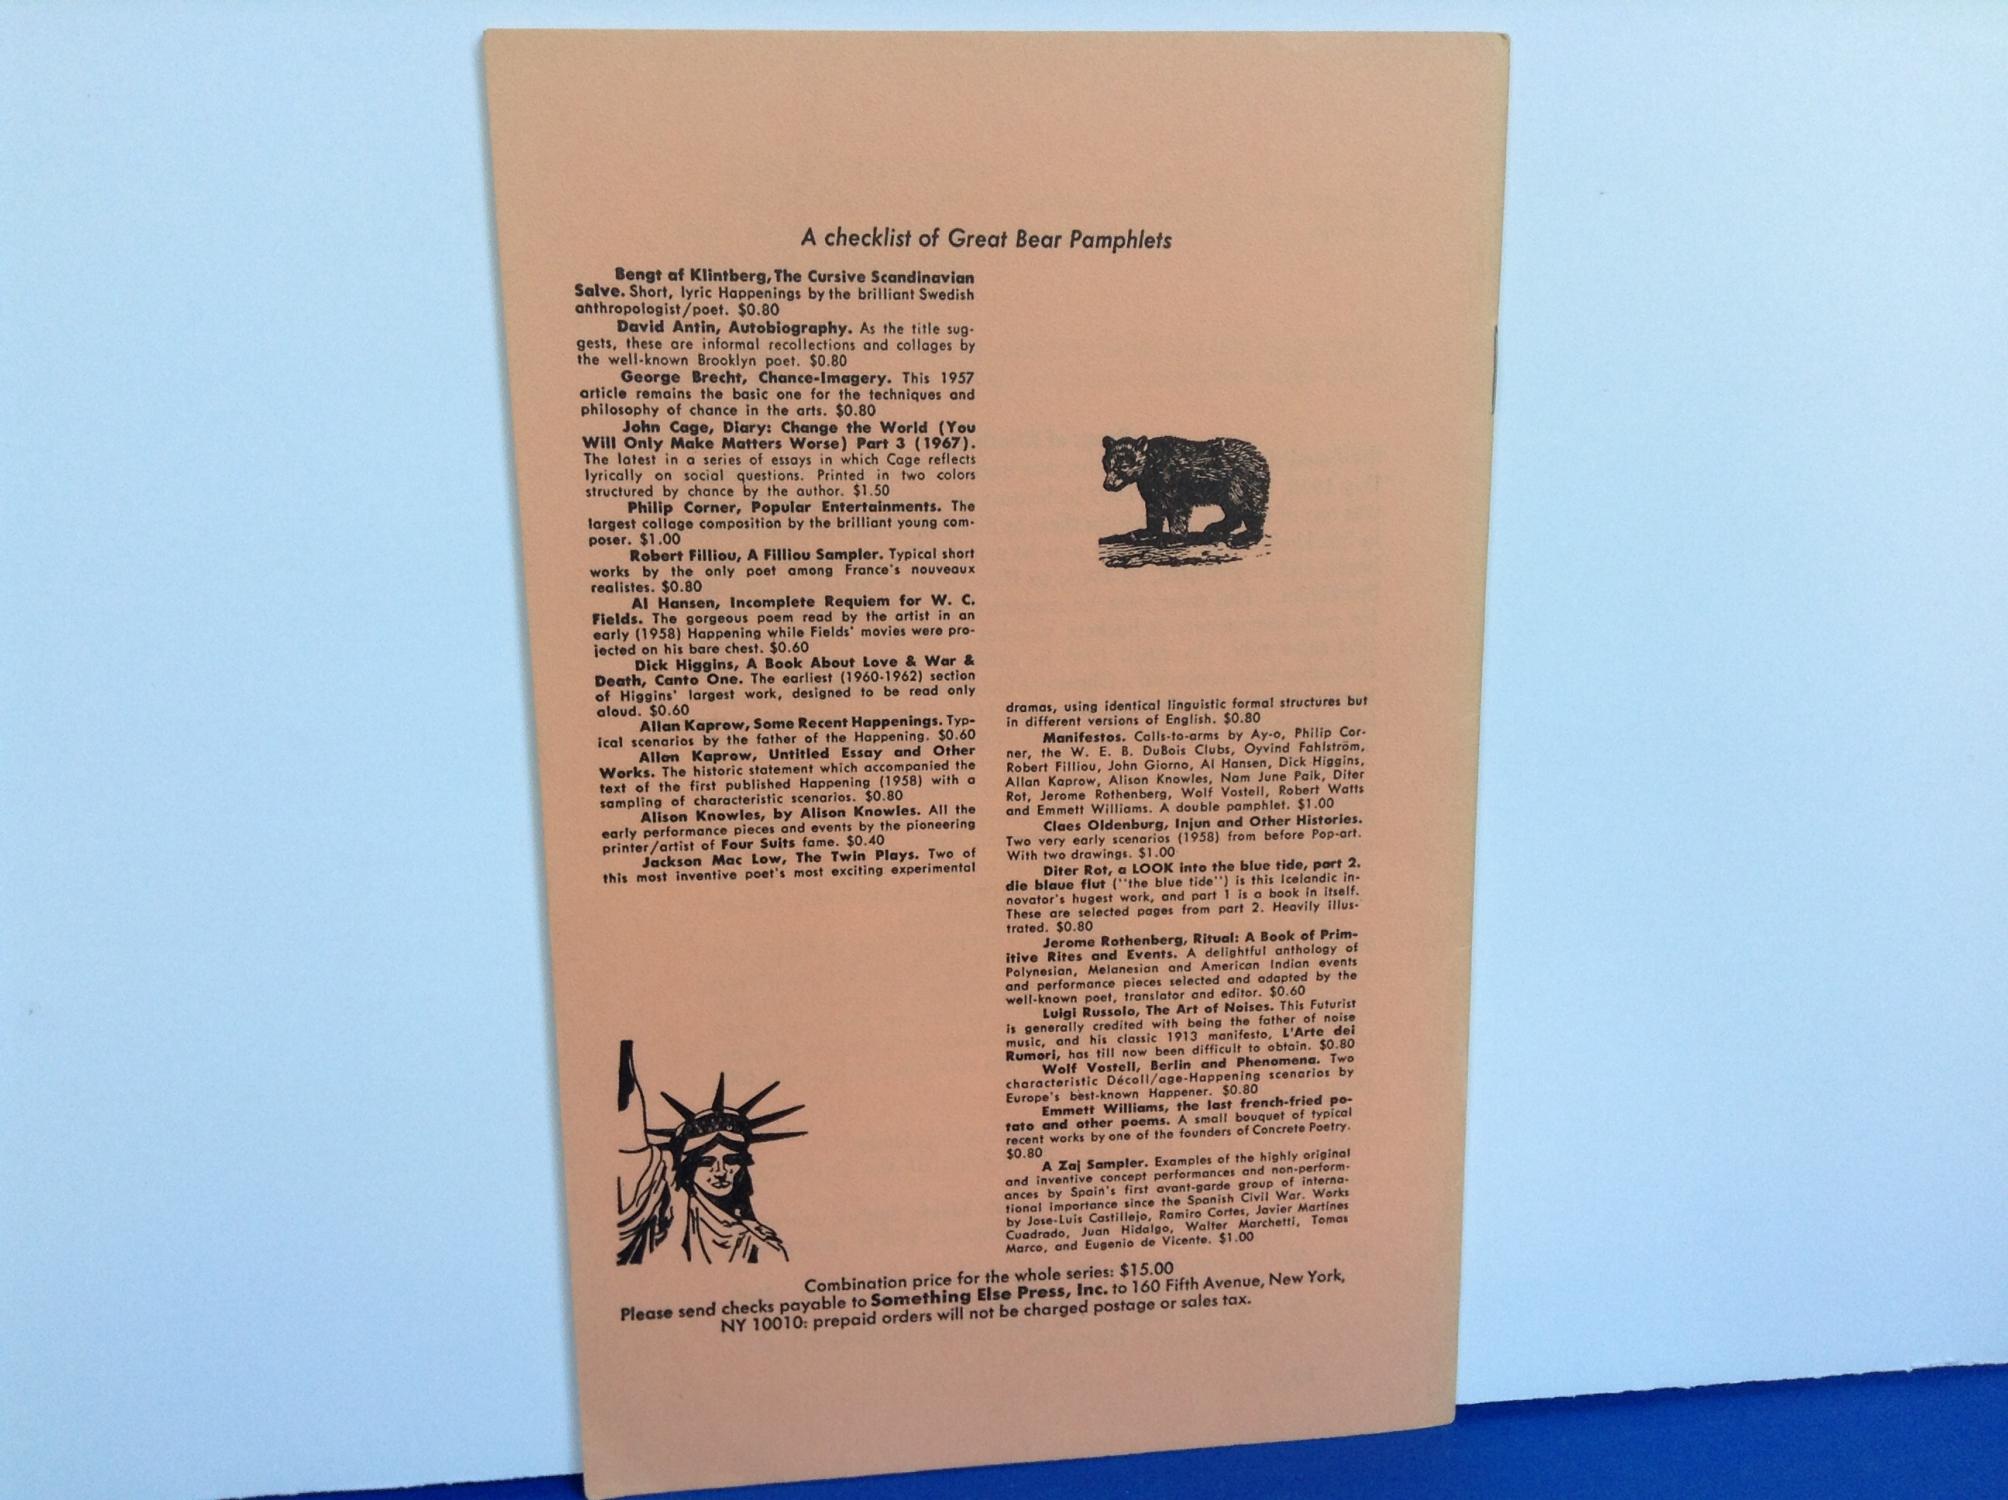 A checklist of Great Bear Pamphlets
Bengt af Klintberg, The Cursive Scandinavian
Salve. Short, lyric Happenings by the brilliant Swedish
anthropologist/poet. $0.80
David Antin, Autobiography. As the title sug-
gests, these are informal recollections and collages by
the well-known Brooklyn poet. $0.80
George Brecht, Chance-Imagery. This 1957
article remains the basic one for the techniques and
philosophy of chance in the arts. $0.80
John Cage, Diary: Change the World (You
Will Only Make Matters Worse) Part 3 (1967).
The latest in a series of essays in which Cage reflects
lyrically on social questions. Printed in two colors
structured by chance by the author. $1.50
Philip Corner, Popular Entertainments. The
largest collage composition by the brilliant young com-
poser. $1.00
Robert Filliou, A Filliou Sampler. Typical short
works by the only poet among France's nouveaux
realistes. $0.80
Al Hansen, Incomplete Requiem for W. C.
Fields. The gorgeous poem read by the artist in an
early (1958) Happening while Fields' movies were pro-
jected on his bare chest. $0.60
Dick Higgins, A Book About Love & War &
Death, Canto One. The earliest (1960-1962) section
of Higgins' largest work, designed to be read only
aloud. $0.60
Allan Kaprow, Some Recent Happenings. Typ-
ical scenarios by the father of the Happening. $0.60
Allan Kaprow, Untitled Essay and Other
Works. The historic statement which accompanied the
text of the first published Happening (1958) with a
sampling of characteristic scenarios. $0.80
Alison Knowles, by Alison Knowles. All the
early performance pieces and events by the pioneering
printer/artist of Four Suits fame. $0.40
Jackson Mac Low, The Twin Plays. Two of
this most inventive poet's most exciting experimental
dramas, using identical linguistic formal structures but
in different versions of English. $0.80
Manifestos. Calls-to-arms by Ay-o, Philip Cor-
ner, the W. E. B. DuBois Clubs, Oyvind Fahlström,
Robert Filliou, John Giorno, Al Hansen, Dick Higgins,
Allan Kaprow, Alison Knowles, Nam June Paik, Diter
Rot, Jerome Rothenberg, Wolf Vostell, Robert Watts
and Emmett Williams. A double pamphlet. $1.00
Claes Oldenburg, Injun and Other Histories.
Two very early scenarios (1958) from before Pop-art.
With two drawings. $1.00
Diter Rot, a LOOK into the blue tide, part 2.
die blaue flut ("the blue tide") is this Icelandic in-
novator's hugest work, and part 1 is a book in itself.
These are selected pages from part 2. Heavily illus-
trated. $0.80
Jerome Rothenberg, Ritual: A Book of Prim-
itive Rites and Events. A delightful anthology of
Polynesian, Melanesian and American Indian events
and performance pieces selected and adapted by the
well-known poet, translator and editor. $0.60
Luigi Russolo, The Art of Noises. This Futurist
is generally credited with being the father of noise
music, and his classic 1913 manifesto, L'Arte dei
Rumori, has till now been difficult to obtain. $0.80
Wolf Vostell, Berlin and Phenomena. Two
characteristic Décoll/age-Happening scenarios by
Europe's best-known Happener. $0.80
Emmett Williams, the last french-fried po-
tato and other poems. A small bouquet of typical
recent works by one of the founders of Concrete Poetry.
$0.80
A Zaj Sampler. Examples of the highly original
and inventive concept performances and non-perform-
ances by Spain's first avant-garde group of interna-
tional importance since the Spanish Civil War. Works
by Jose-Luis Castillejo, Ramiro Cortes, Javier Martines
Cuadrado, Juan Hidalgo, Walter Marchetti, Tomas
Marco, and Eugenio de Vicente. $1.00
Combination price for the whole series: $15.00
Please send checks payable to Something Else Press, Inc. to 160 Fifth Avenue, New York,
NY 10010: prepaid orders will not be charged postage or sales tax.